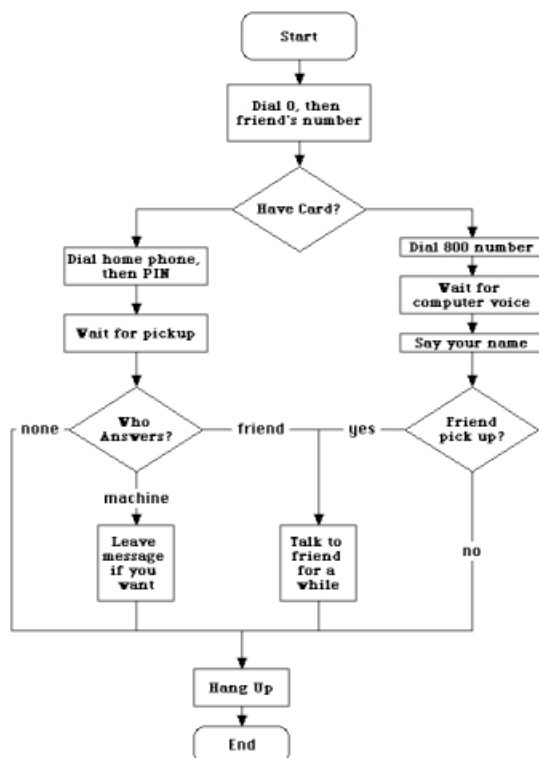 Start
Dial 0, then
friend's number
Have Card?
Dial home phone,
then PIN
Dial 800 number
Wait for
computer voice
Wait for pickup
Say your name
none
Who
Answers?
friend
yes
Friend
pick up?
machine
Leave
message
if you
want
Talk to
friend
for a
while
no
Hang Up
End